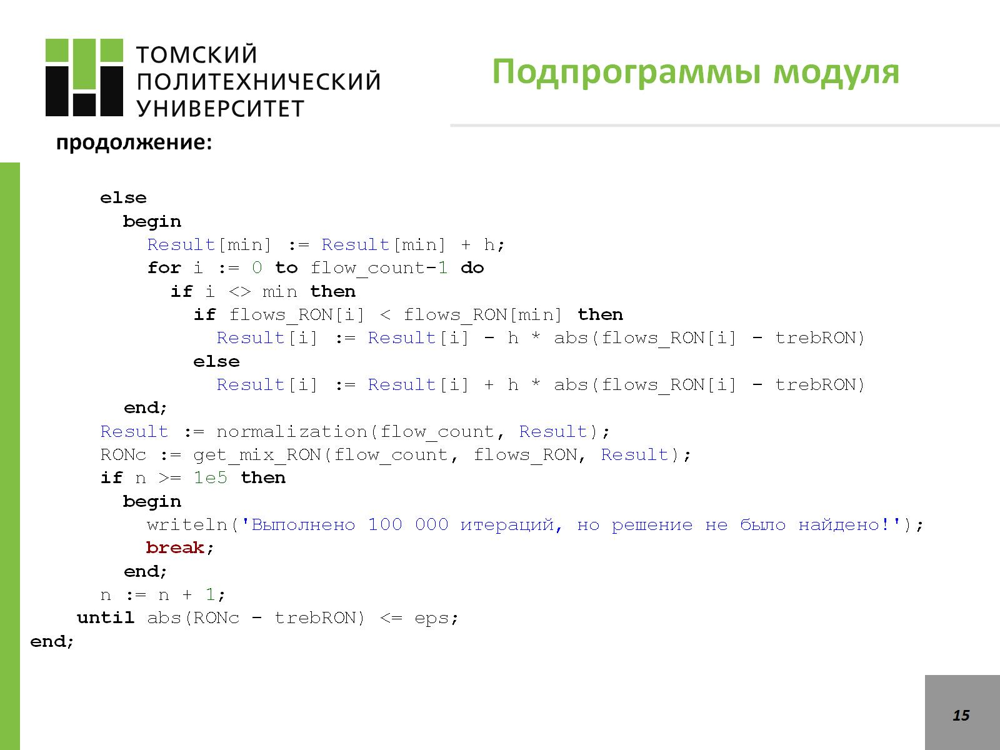 ТОМСКИЙ
ПОЛИТЕХНИЧЕСКИЙ
УНИВЕРСИТЕТ
Подпрограммы модуля
продолжение:
else
begin
Result[min] := Result[min] + h;
for i := 0 to flow_count-1 do
if i <> min then
if flows_RON[i] < flows_RON[min] then
Result[i] := Result[i] - h * abs(flows_RON[i] - trebRON)
else
Result[i] := Result[i] + h * abs(flows_RON[i] - trebRON)
end;
Result := normalization(flow_count, Result);
RONc := get_mix_RON(flow_count, flows_RON, Result);
if n >= 1e5 then
begin
writeln('Выполнено 100 000 итераций, но решение не было найдено!');
break;
end;
n := n + 1;
until abs(RONc - trebRON) <= eps;
end;
15